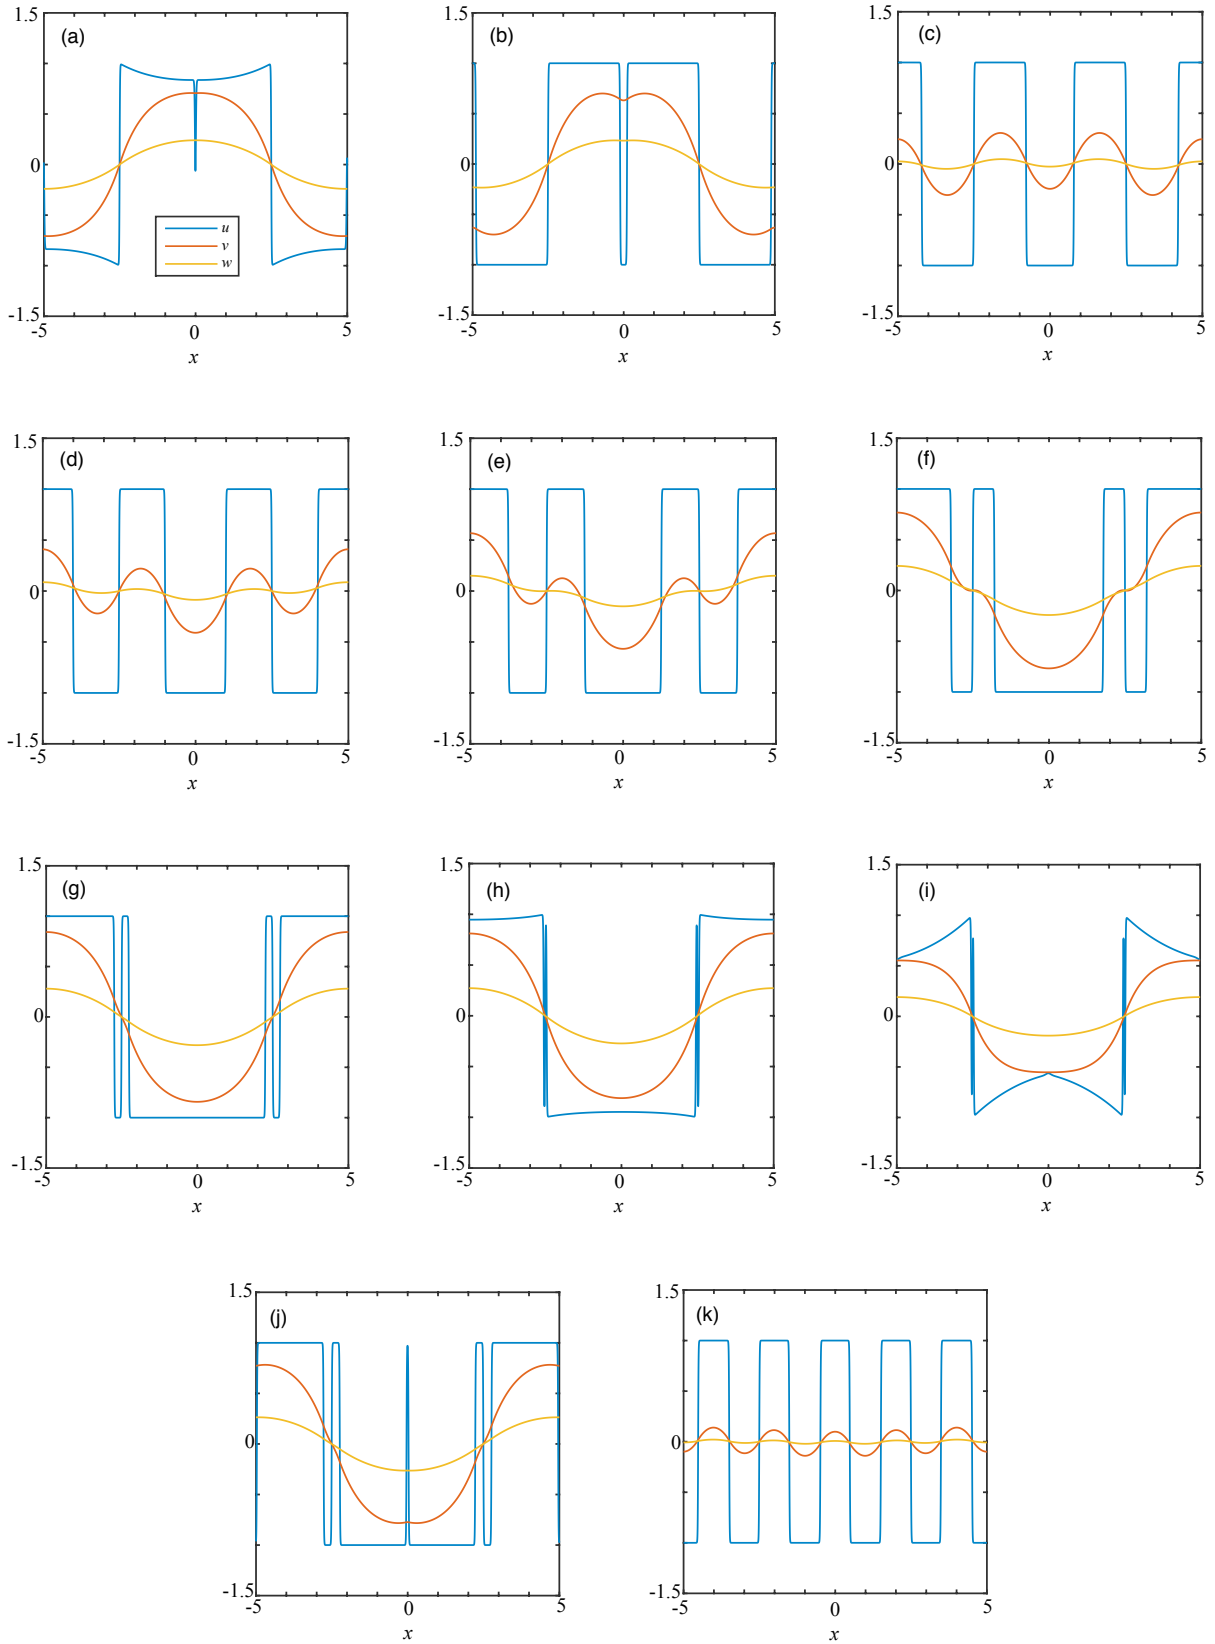 1.5 (a) 1.5 (b) 1.5 (c)
0 0 0
u
v
w
-1.5 -1.5 -1.5
-5 0 5 -5 0 5 -5 0 5
x x x
1.5 (d) 1.5 (e) 1.5 (f)
0 0 0
-1.5 -1.5 -1.5
-5 0 5 -5 0 5 -5 0 5
x x x
1.5 (g) 1.5 (h) 1.5 (i)
0 0 0
-1.5 -1.5 -1.5
-5 0 5 -5 0 5 -5 0 5
x x x
1.5 (j) 1.5 (k)
0 0
-1.5 -1.5
-5 0 5 -5 0 5
x x